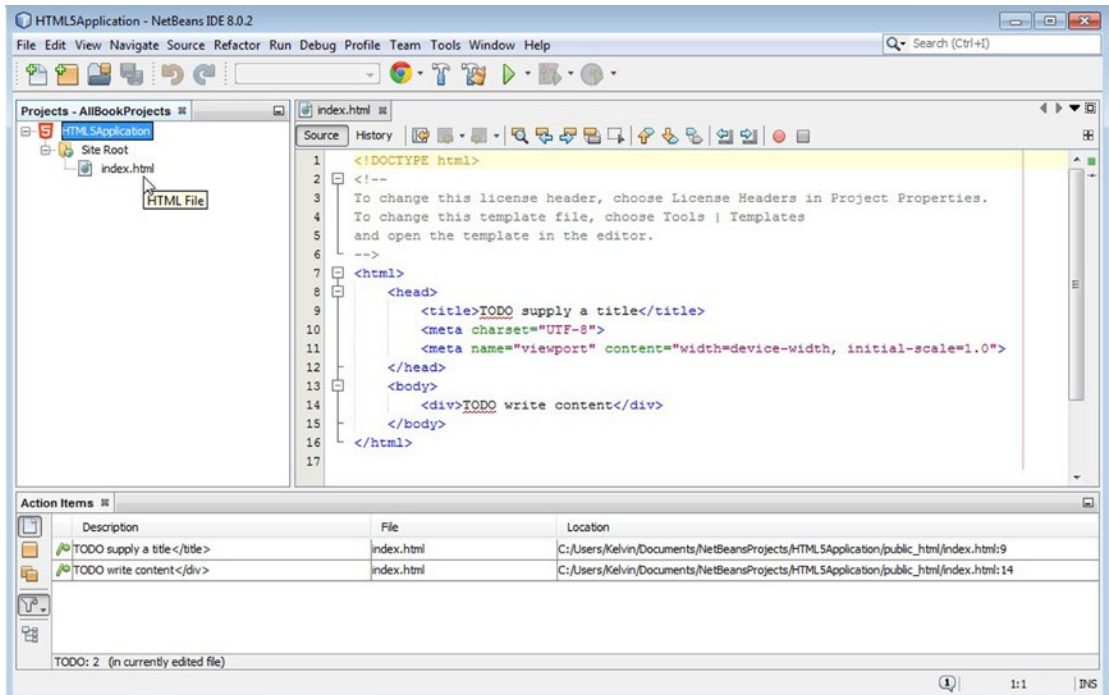 HTML5Application - NetBeans IDE 8.0.2
File Edit View Navigate Source Refactor Run Debug Profile Team Tools Window Help
Search (Ctrl+I)
Projects - AllBookProjects
HTML5Application
Site Root
index.html
HTML File
index.html
Source History
1 <!DOCTYPE html>
2 <!--
3 To change this license header, choose License Headers in Project Properties.
4 To change this template file, choose Tools | Templates
5 and open the template in the editor.
6 -->
7 <html>
8 <head>
9 <title>TODO supply a title</title>
10 <meta charset="UTF-8">
11 <meta name="viewport" content="width=device-width, initial-scale=1.0">
12 </head>
13 <body>
14 <div>TODO write content</div>
15 </body>
16 </html>
17
Action Items
Description File Location
TODO supply a title</title> index.html C:/Users/Kelvin/Documents/NetBeansProjects/HTML5Application/public_html/index.html:9
TODO write content</div> index.html C:/Users/Kelvin/Documents/NetBeansProjects/HTML5Application/public_html/index.html:14
TODO: 2 (in currently edited file)
1 1:1 INS